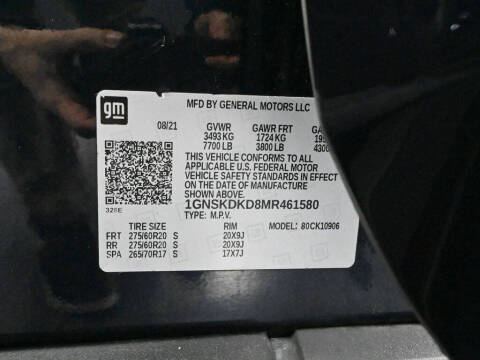 gm
MFD BY GENERAL MOTORS LLC
08/21 GVWR GAWR FRT
3493 KG 1724 KG
7700 LB 3800 LB 4300
THIS VEHICLE CONFORMS TO ALL
APPLICABLE U.S. FEDERAL MOTOR
VEHICLE SAFETY STANDARDS IN EFFECT
ON THE DATE OF MANUFACTURE
SHOWN ABOVE.
1GNSKDKD8MR461580
TYPE: M.P.V. MODEL: 80CK10906
TIRE SIZE RIM
FRT 275/60R20 S 20X9J
RR 275/60R20 S 20X9J
SPA 265/70R17 S 17X7J